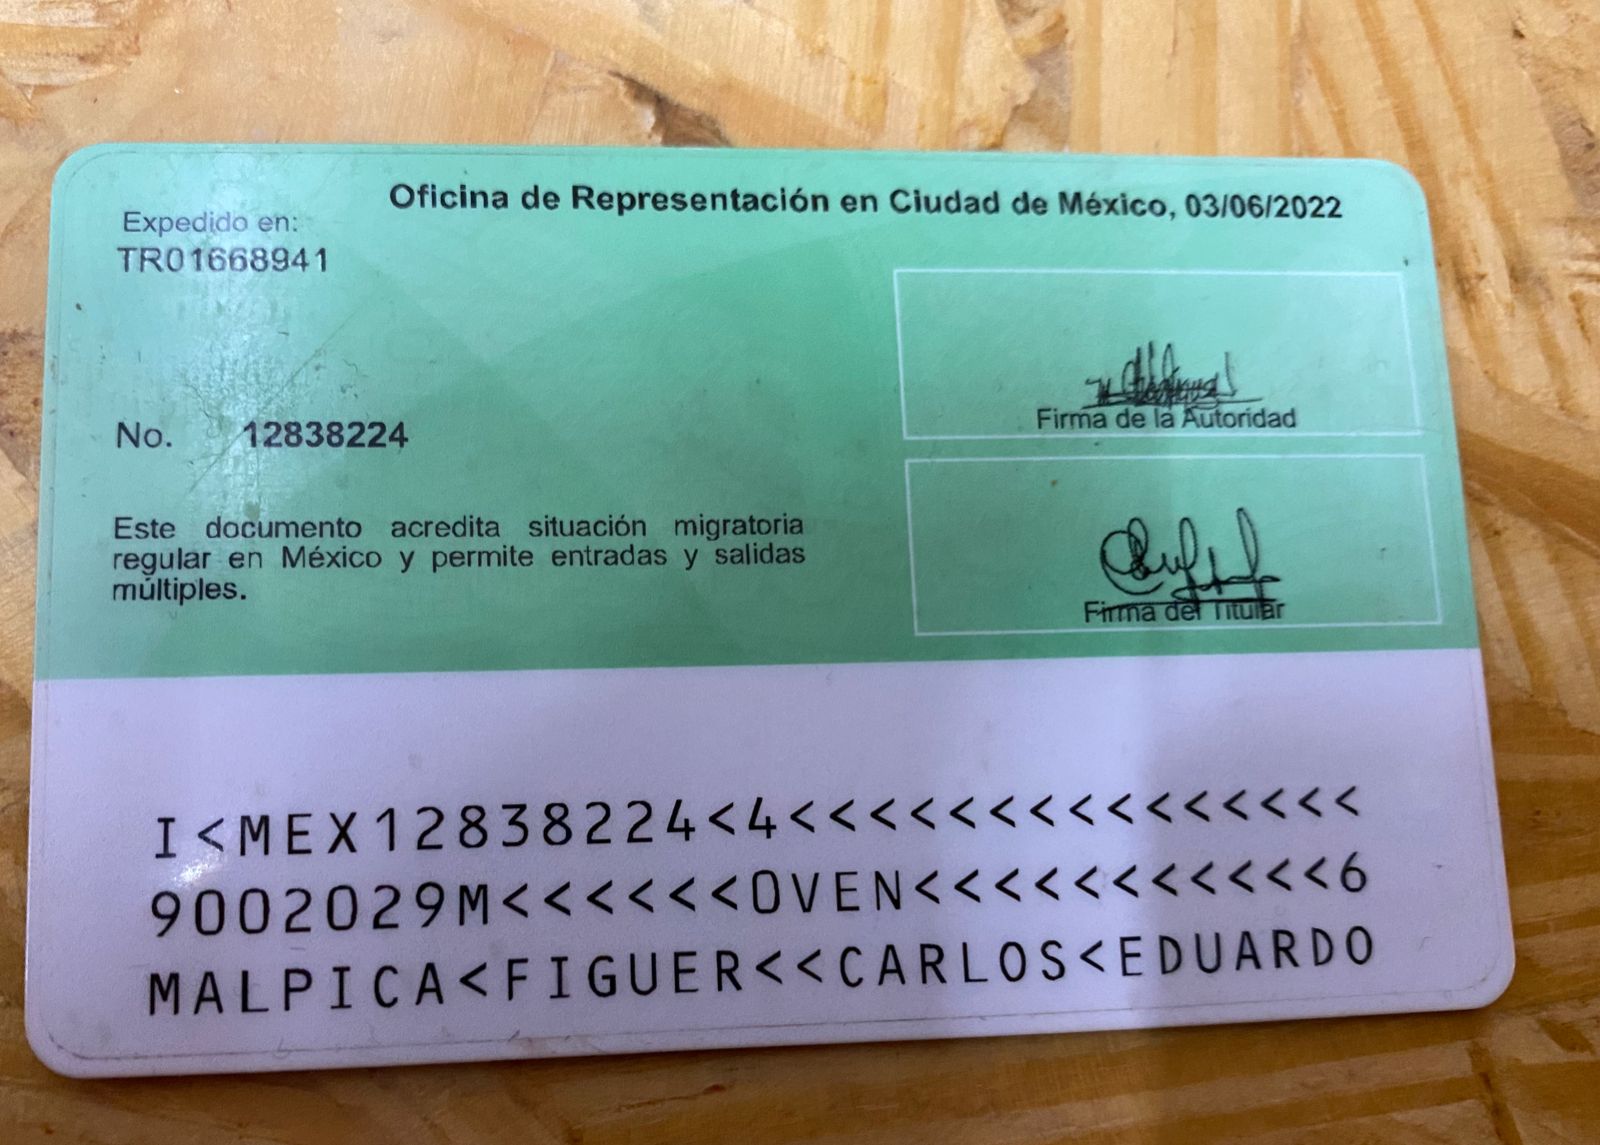 Oficina de Representación en Ciudad de México, 03/06/2022
Expedido en:
TR01668941
Firma de la Autoridad
No. 12838224
Este documento acredita situación migratoria
regular en México y permite entradas y salidas
múltiples.
Firma del Titular
I<MEX12838224<4<<<<<<<<<<<<<<<
9002029M<<<<<<OVEN<<<<<<<<<<<6
MALPICA<FIGUER<<CARLOS<EDUARDO